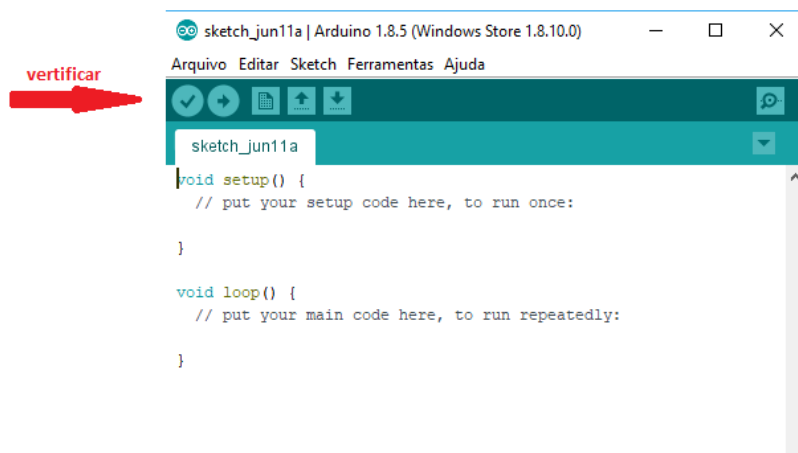 sketch_jun11a | Arduino 1.8.5 (Windows Store 1.8.10.0)
Arquivo Editar Sketch Ferramentas Ajuda
vertificar
sketch_jun11a
void setup() {
  // put your setup code here, to run once:
}
void loop() {
  // put your main code here, to run repeatedly:
}